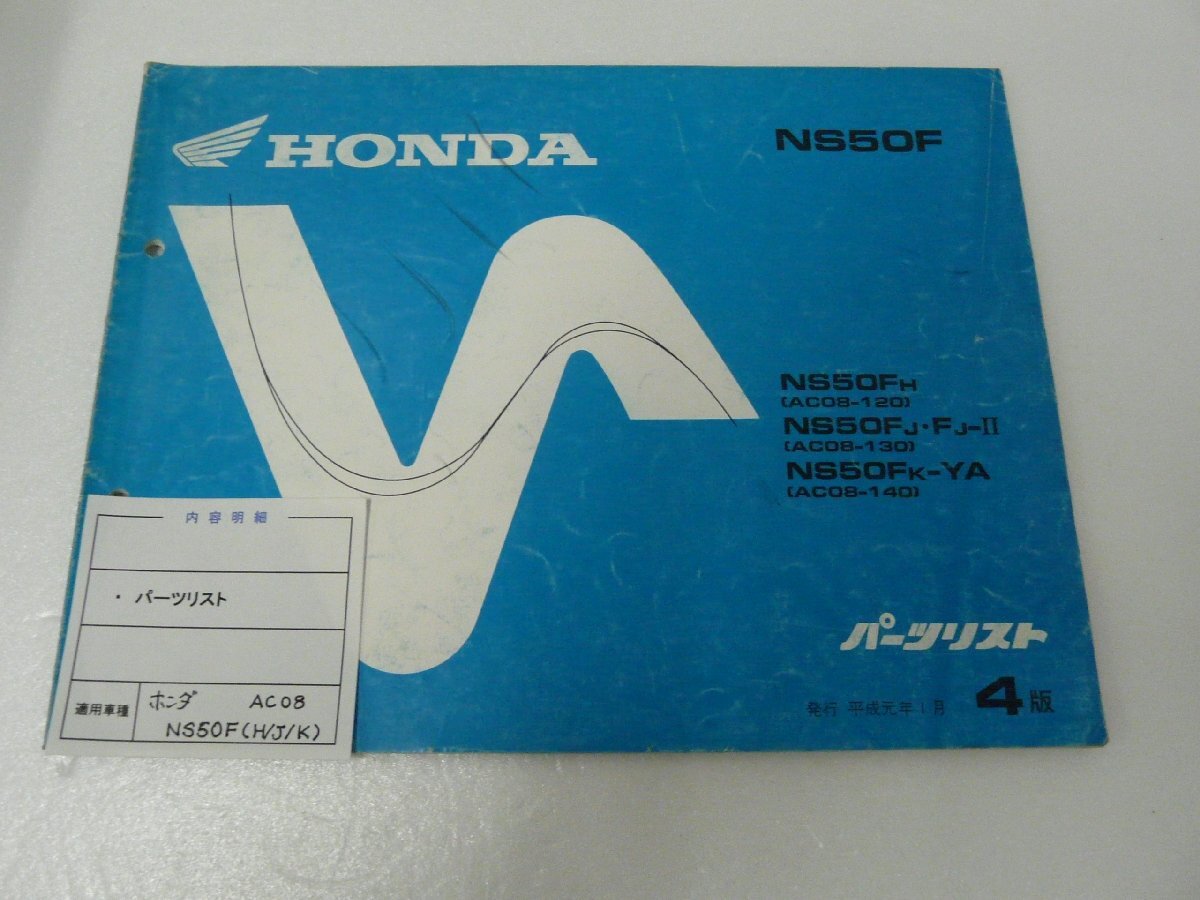 HONDA
NS50F
NS50FH
(AC08-120)
NS50FJ・FJ-II
(AC08-130)
NS50FK-YA
(AC08-140)
パーツリスト
発行 平成元年1月 4版
内容明細
・ パーツリスト
適用車種
ホンダ AC08
NS50F(H/J/K)